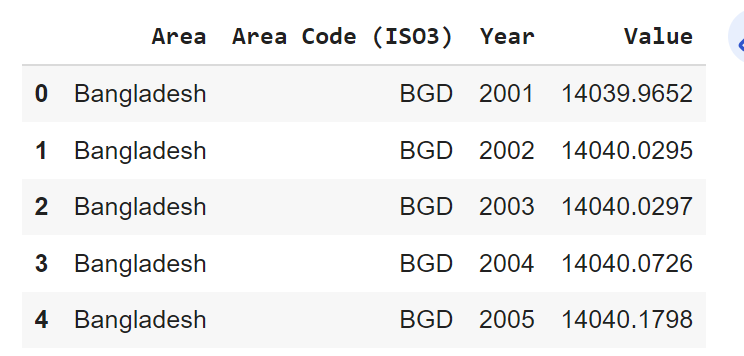 Area Area Code (ISO3) Year Value
0 Bangladesh BGD 2001 14039.9652
1 Bangladesh BGD 2002 14040.0295
2 Bangladesh BGD 2003 14040.0297
3 Bangladesh BGD 2004 14040.0726
4 Bangladesh BGD 2005 14040.1798